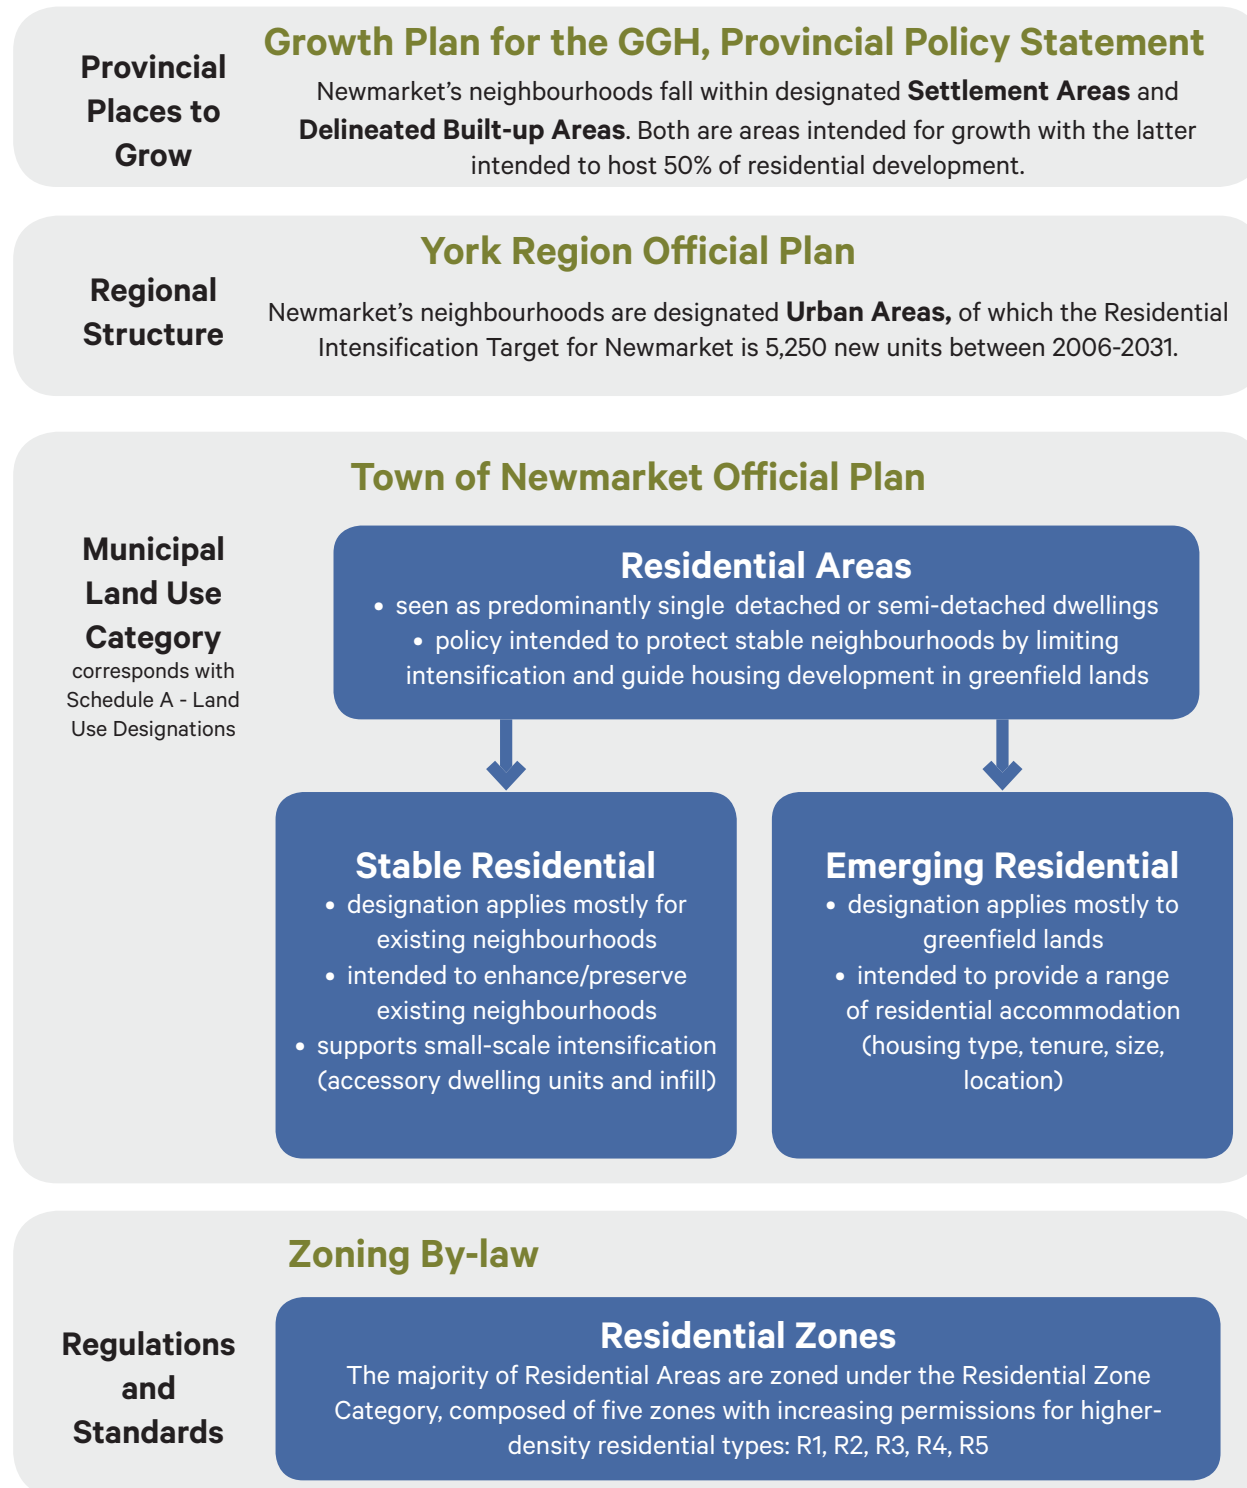 Provincial
Places to
Grow
Growth Plan for the GGH, Provincial Policy Statement
Newmarket's neighbourhoods fall within designated Settlement Areas and
Delineated Built-up Areas. Both are areas intended for growth with the latter
intended to host 50% of residential development.
Regional
Structure
York Region Official Plan
Newmarket's neighbourhoods are designated Urban Areas, of which the Residential
Intensification Target for Newmarket is 5,250 new units between 2006-2031.
Municipal
Land Use
Category
corresponds with
Schedule A - Land
Use Designations
Town of Newmarket Official Plan
Residential Areas
• seen as predominantly single detached or semi-detached dwellings
• policy intended to protect stable neighbourhoods by limiting
intensification and guide housing development in greenfield lands
Stable Residential
• designation applies mostly for
existing neighbourhoods
• intended to enhance/preserve
existing neighbourhoods
• supports small-scale intensification
(accessory dwelling units and infill)
Emerging Residential
• designation applies mostly to
greenfield lands
• intended to provide a range
of residential accommodation
(housing type, tenure, size,
location)
Regulations
and
Standards
Zoning By-law
Residential Zones
The majority of Residential Areas are zoned under the Residential Zone
Category, composed of five zones with increasing permissions for higher-
density residential types: R1, R2, R3, R4, R5